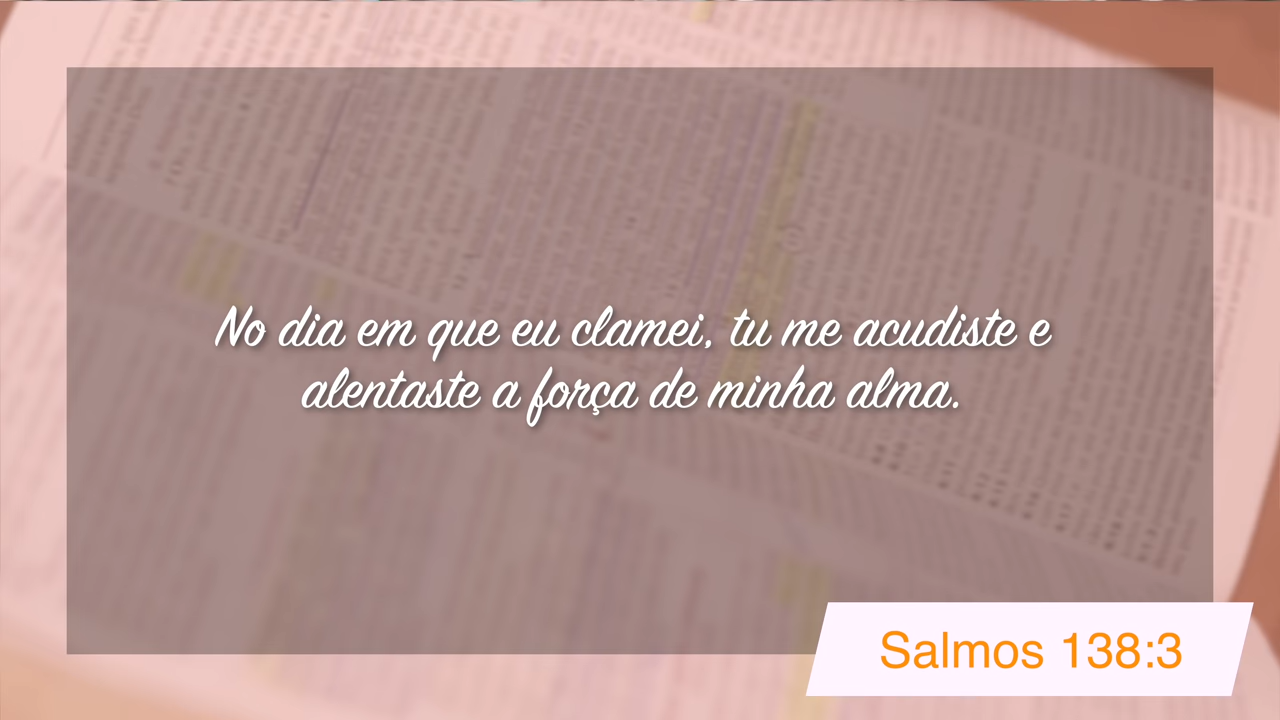 No dia em que eu clamei, tu me acudiste e
alentaste a força de minha alma.
Salmos 138:3